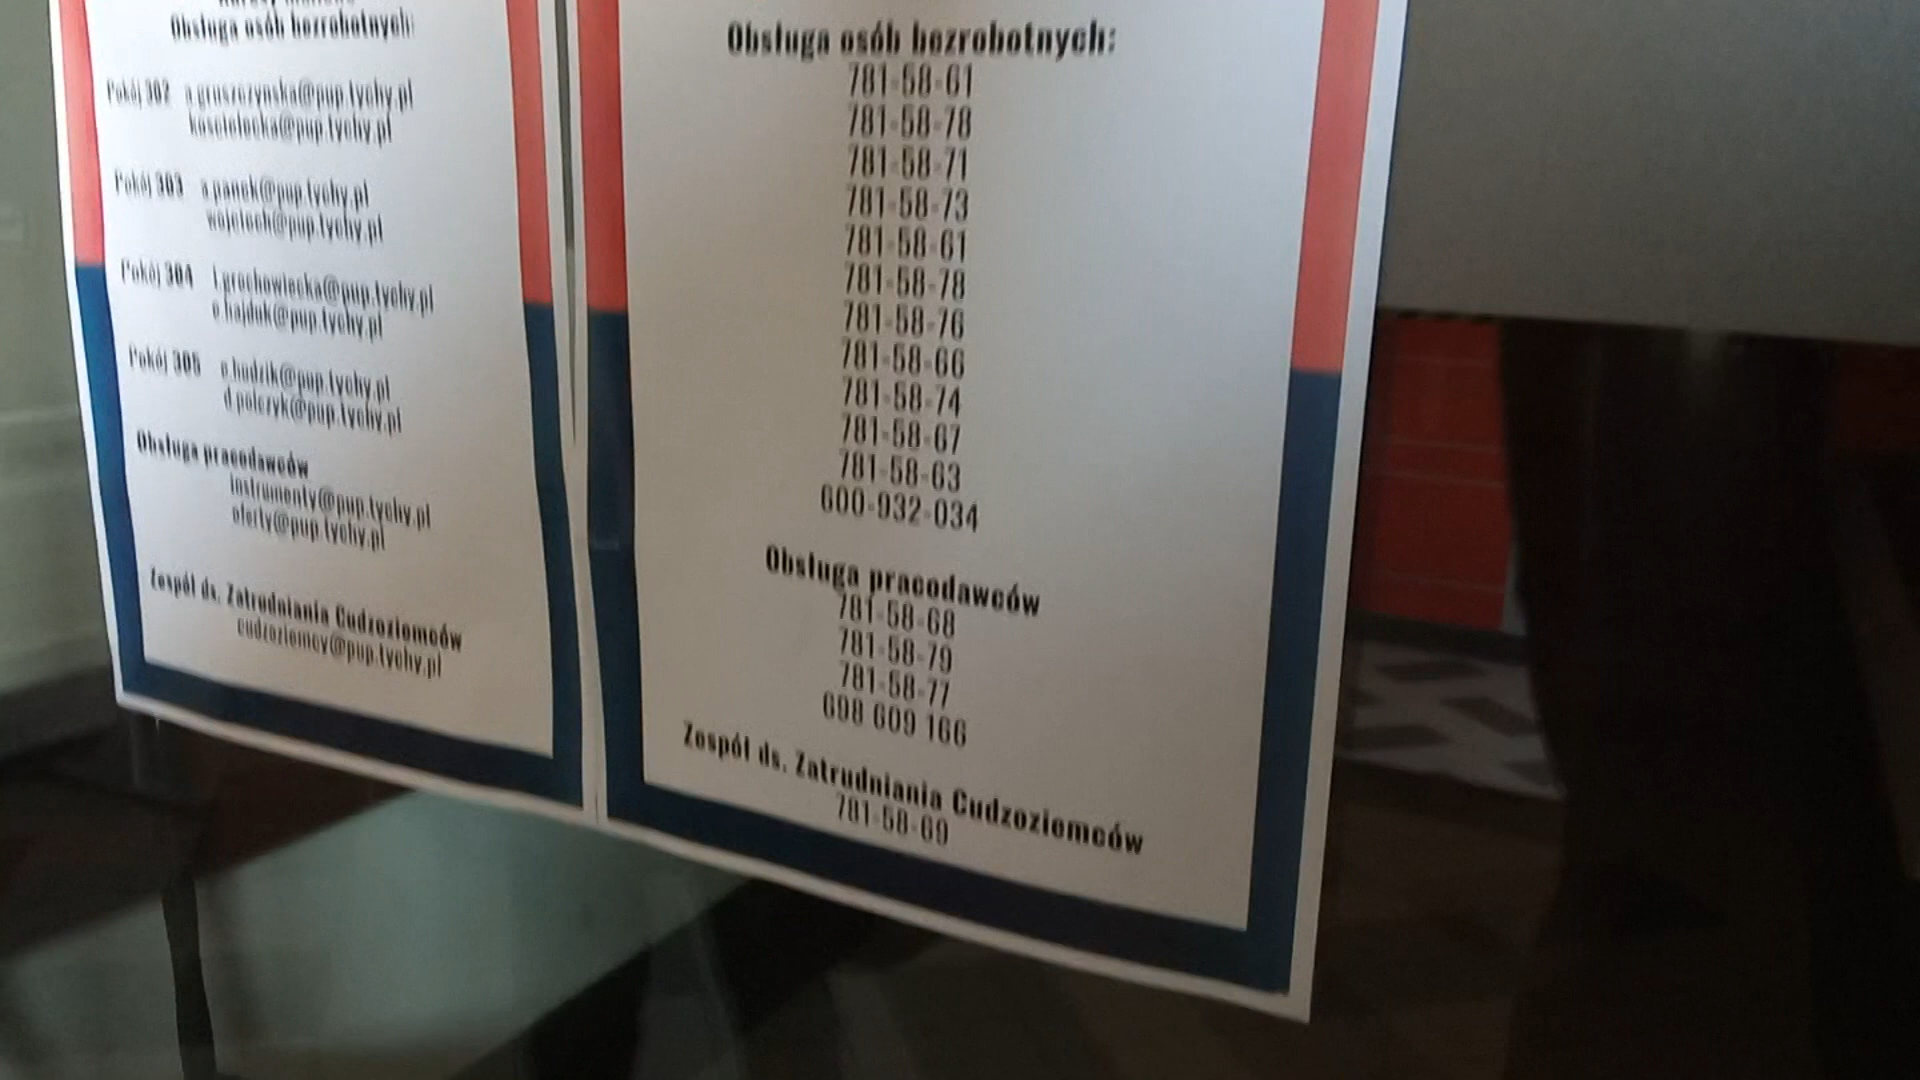 Obsługa osób bezrobotnych:
Pokój 302 a.gruszczynska@pup.tychy.pl
koscielecka@pup.tychy.pl
Pokój 303 a.panek@pup.tychy.pl
wojciech@pup.tychy.pl
Pokój 304 i.grochowiecka@pup.tychy.pl
e.hajduk@pup.tychy.pl
Pokój 305 e.hudzik@pup.tychy.pl
d.polczyk@pup.tychy.pl
Obsługa pracodawców
instrumenty@pup.tychy.pl
oferty@pup.tychy.pl
Zespół ds. Zatrudniania Cudzoziemców
cudzoziemcy@pup.tychy.pl
Obsługa osób bezrobotnych:
781-58-61
781-58-78
781-58-71
781-58-73
781-58-61
781-58-78
781-58-76
781-58-66
781-58-74
781-58-67
781-58-63
600-932-034
Obsługa pracodawców
781-58-68
781-58-79
781-58-77
698 609 166
Zespół ds. Zatrudniania Cudzoziemców
781-58-69